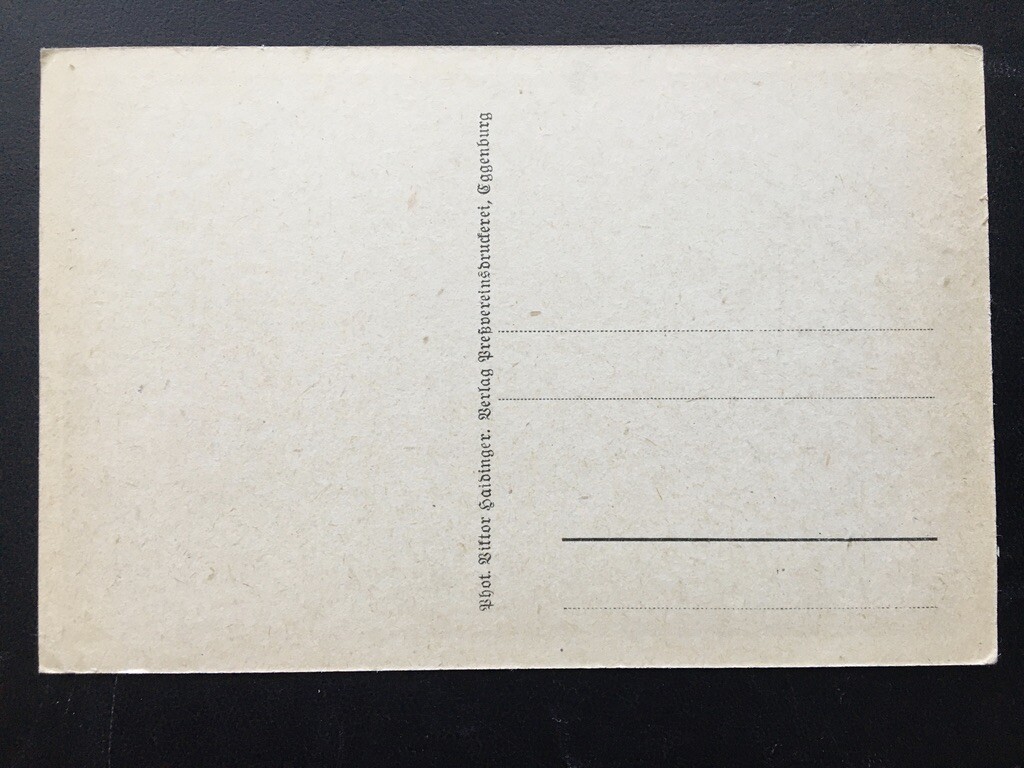 Phot. Viktor Haidinger. Verlag Preßvereinsdruckerei, Eggenburg